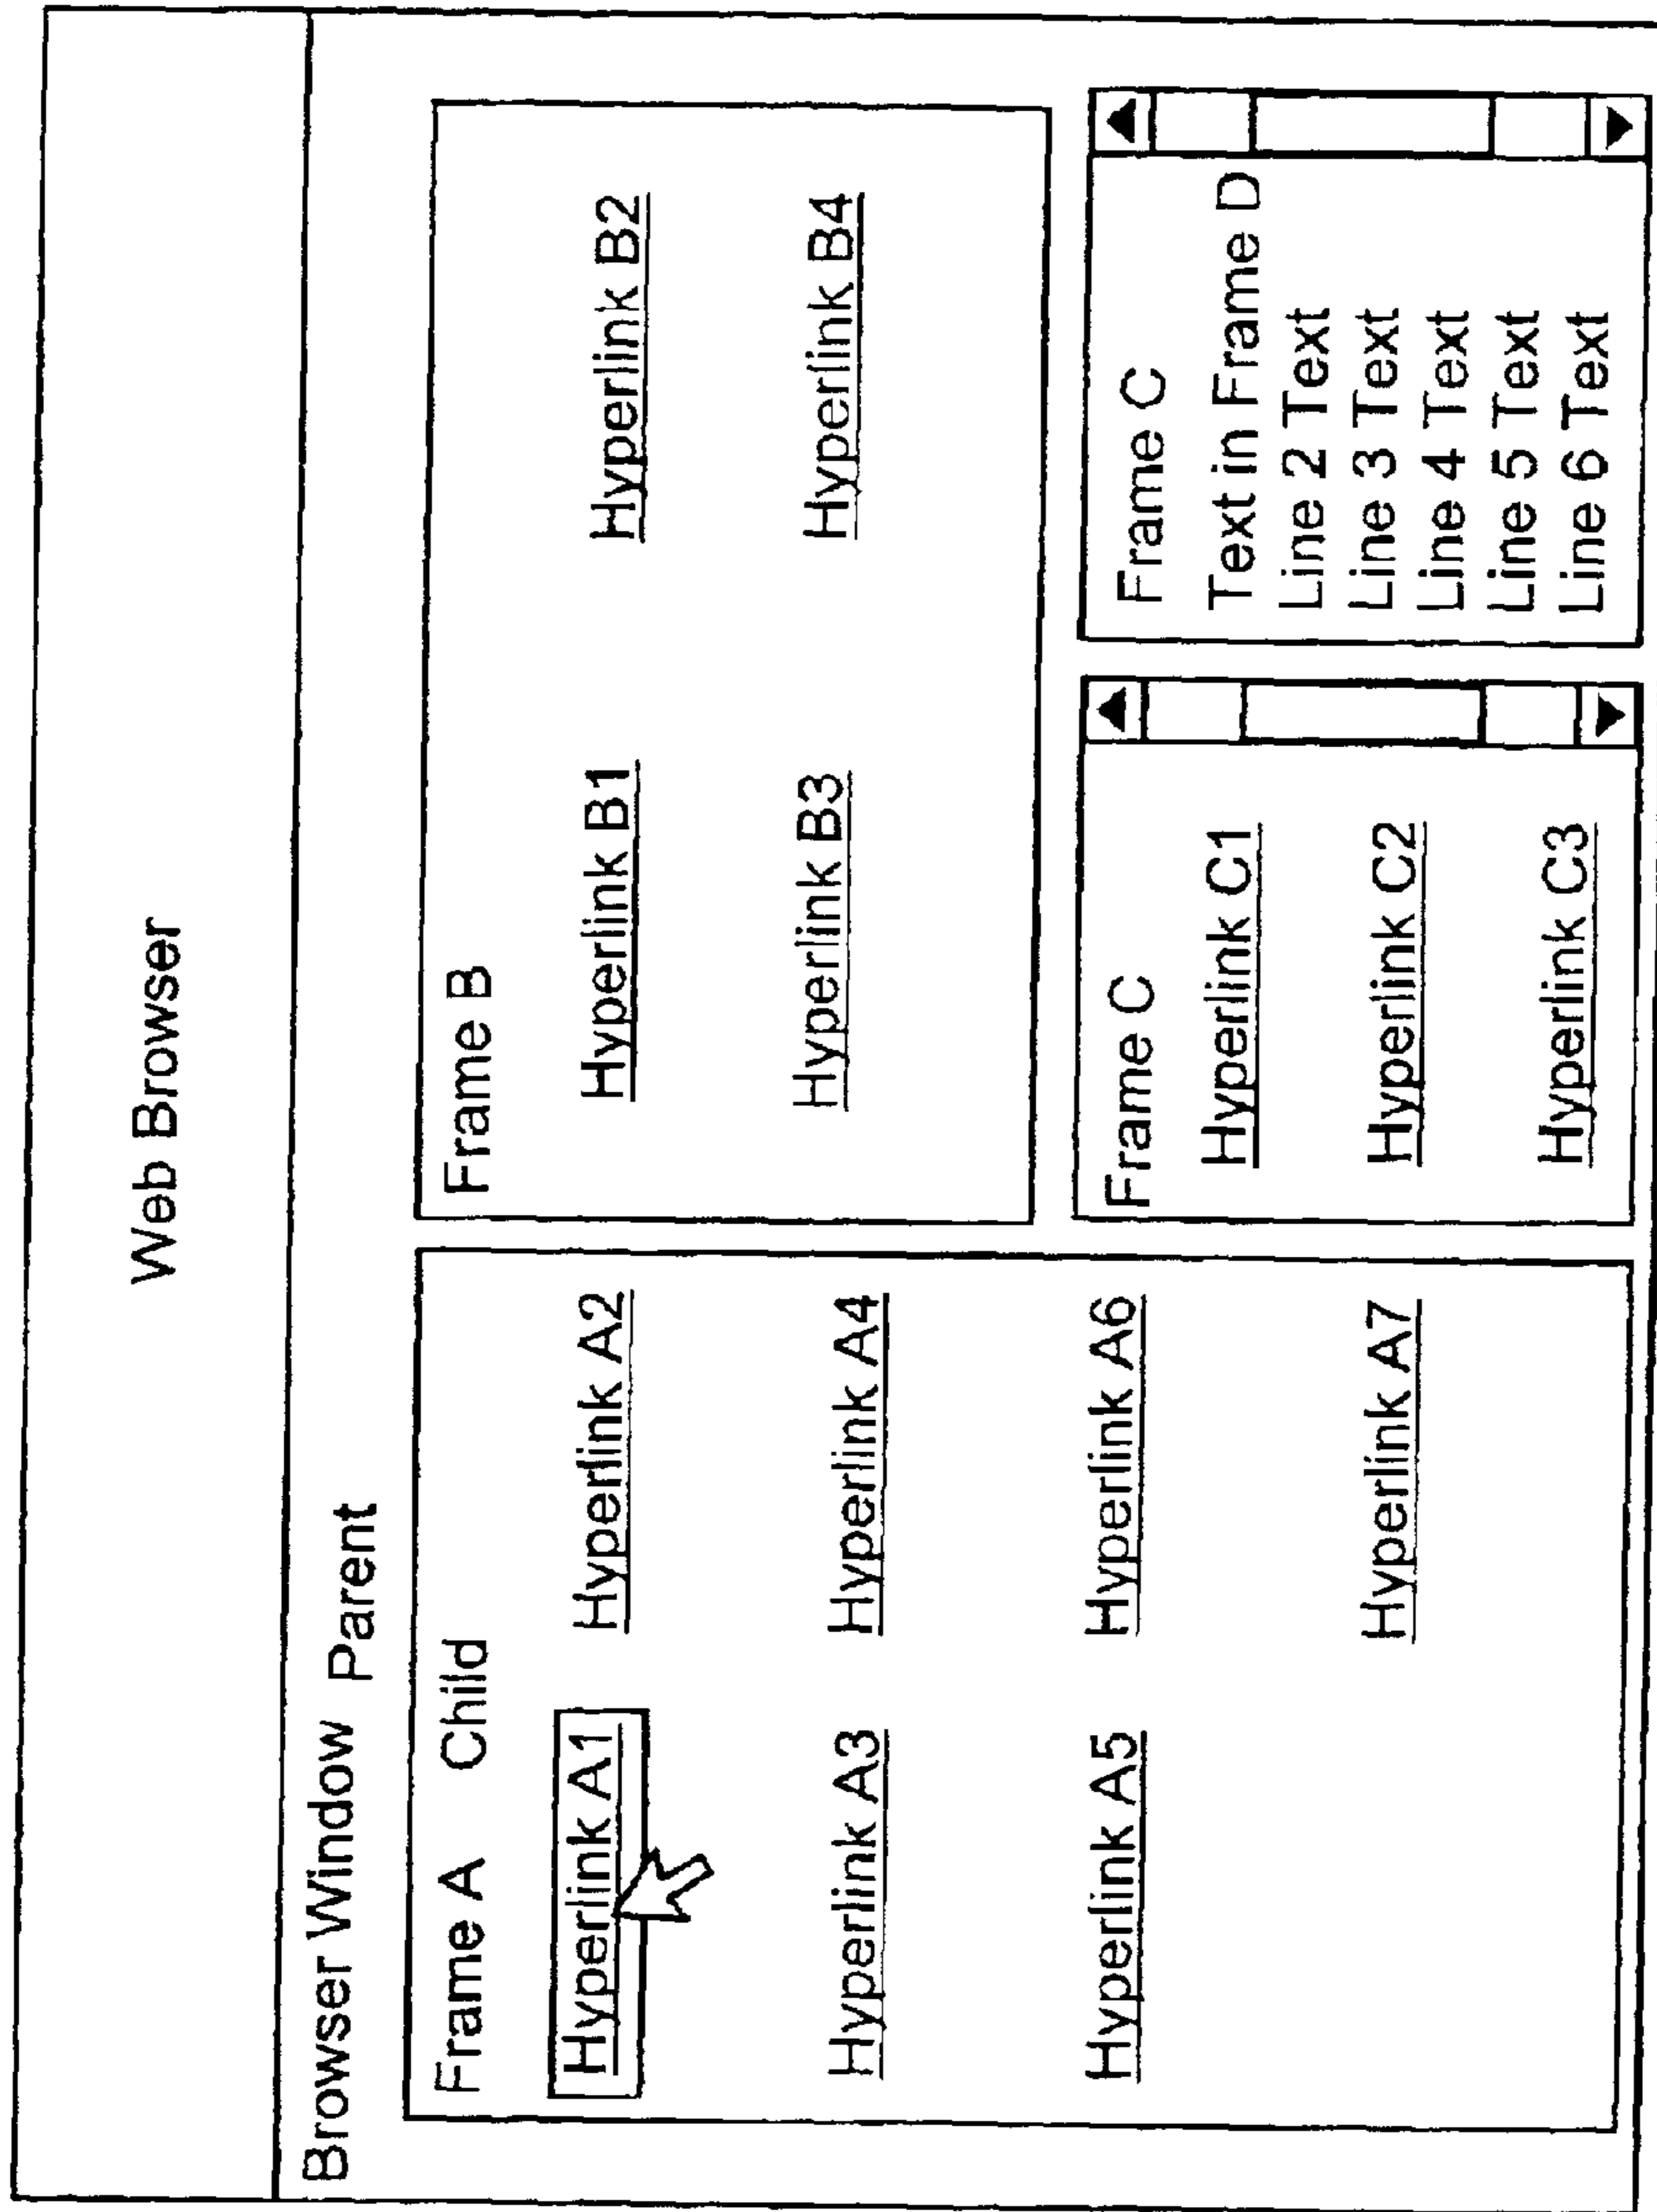 Web Browser
Browser Window Parent
Frame A Child
Hyperlink A1
Hyperlink A2
Hyperlink A3
Hyperlink A4
Hyperlink A5
Hyperlink A6
Hyperlink A7
Frame B
Hyperlink B1
Hyperlink B2
Hyperlink B3
Hyperlink B4
Frame C
Hyperlink C1
Hyperlink C2
Hyperlink C3
Frame C
Text in Frame D
Line 2 Text
Line 3 Text
Line 4 Text
Line 5 Text
Line 6 Text